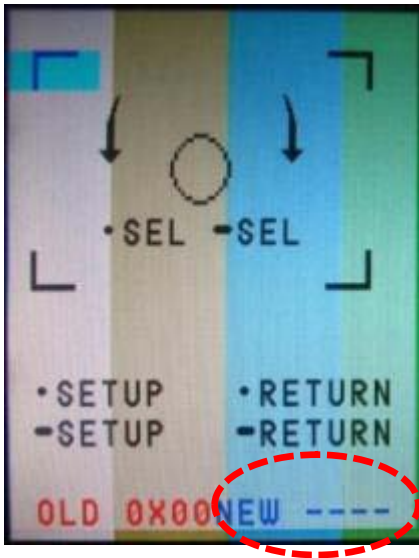 ·SEL ━SEL
·SETUP ·RETURN
━SETUP ━RETURN
OLD 0X00NEW ----